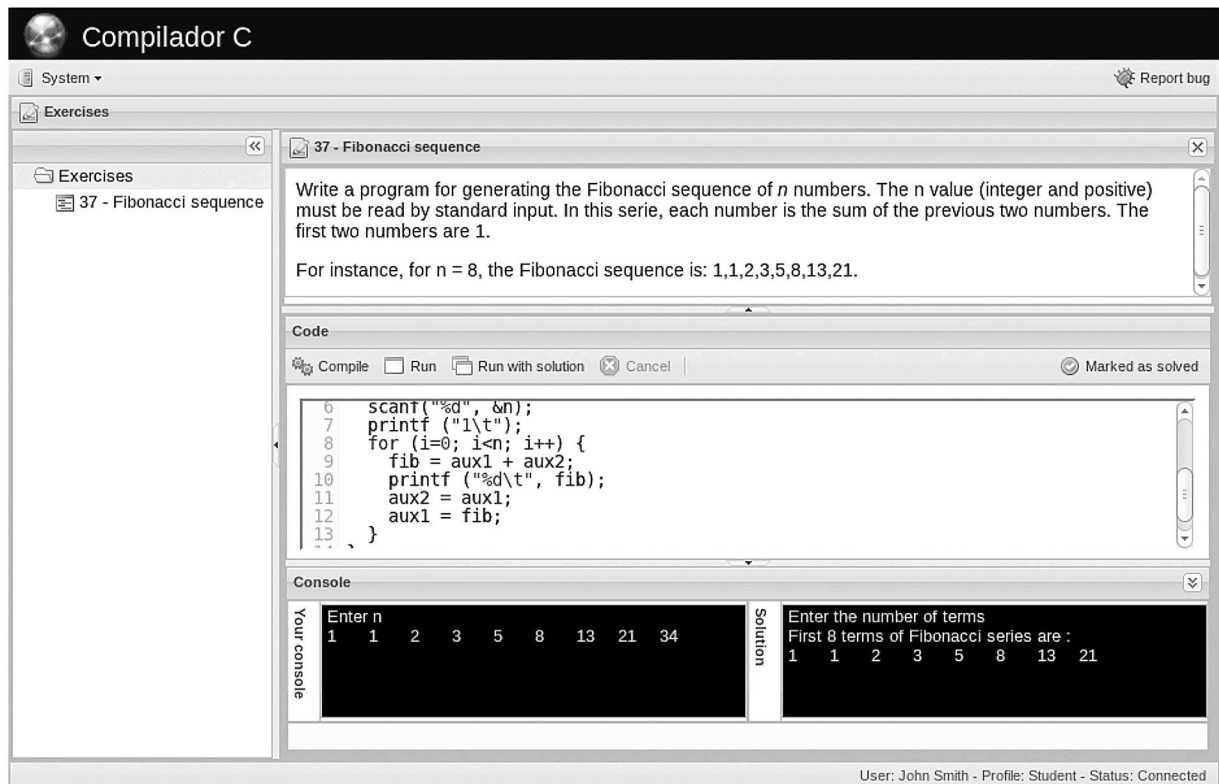 Compilador C
System
Report bug
Exercises
Exercises
37 - Fibonacci sequence
37 - Fibonacci sequence
Write a program for generating the Fibonacci sequence of n numbers. The n value (integer and positive)
must be read by standard input. In this serie, each number is the sum of the previous two numbers. The
first two numbers are 1.
For instance, for n = 8, the Fibonacci sequence is: 1,1,2,3,5,8,13,21.
Code
Compile Run Run with solution Cancel Marked as solved
6 scanf("%d", &n);
7 printf ("1\t");
8 for (i=0; i<n; i++) {
9 fib = aux1 + aux2;
10 printf ("%d\t", fib);
11 aux2 = aux1;
12 aux1 = fib;
13 }
Console
Your console
Enter n
1 1 2 3 5 8 13 21 34
Solution
Enter the number of terms
First 8 terms of Fibonacci series are :
1 1 2 3 5 8 13 21
User: John Smith - Profile: Student - Status: Connected